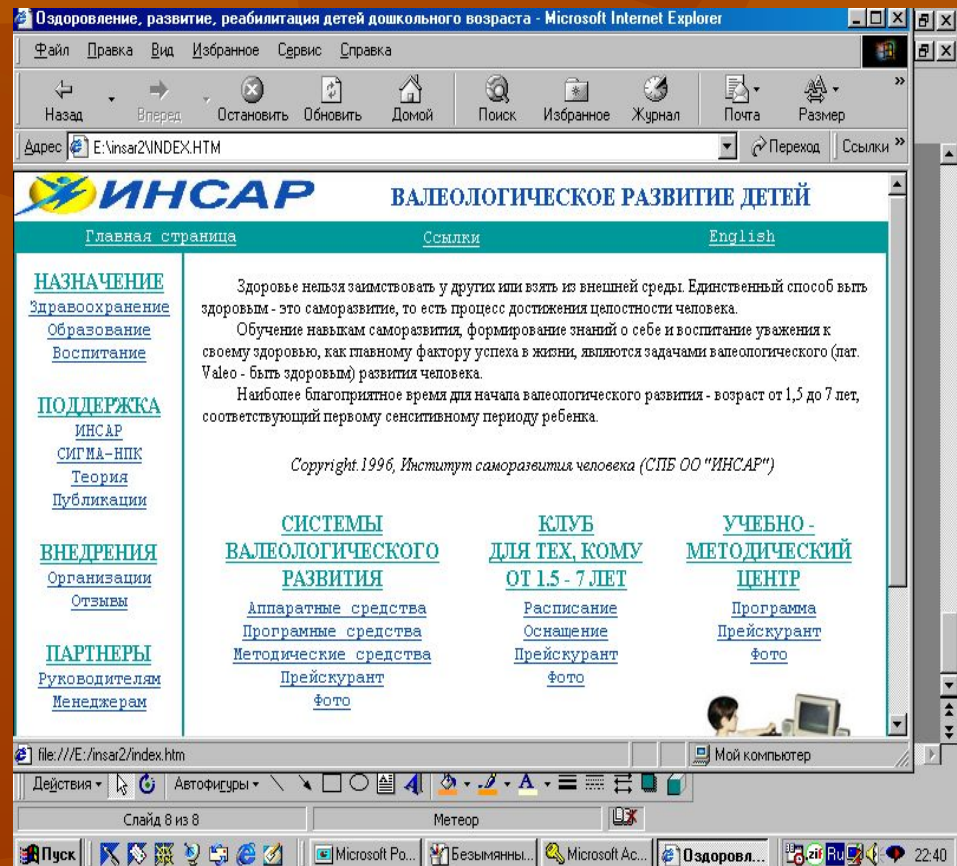 Оздоровление, развитие, реабилитация детей дошкольного возраста - Microsoft Internet Explorer
Файл Правка Вид Избранное Сервис Справка
Назад Вперед Остановить Обновить Домой Поиск Избранное Журнал Почта Размер »
Адрес E:\insar2\INDEX.HTM Переход Ссылки »
ИНСАР ВАЛЕОЛОГИЧЕСКОЕ РАЗВИТИЕ ДЕТЕЙ
Главная страница Ссылки English
НАЗНАЧЕНИЕ
Здравоохранение
Образование
Воспитание
ПОДДЕРЖКА
ИНСАР
СИГМА-НПК
Теория
Публикации
ВНЕДРЕНИЯ
Организации
Отзывы
ПАРТНЕРЫ
Руководителям
Менеджерам
Здоровье нельзя заимствовать у других или взять из внешней среды. Единственный способ выть
здоровым - это саморазвитие, то есть процесс достижения целостности человека.
Обучение навыкам саморазвития, формирование знаний о себе и воспитание уважения к
своему здоровью, как главному фактору успеха в жизни, являются задачами валеологического (лат.
Valeo - быть здоровым) развития человека.
Наиболее благоприятное время для начала валеологического развития - возраст от 1,5 до 7 лет,
соответствующий первому сенситивному периоду ребенка.
Copyright.1996, Институт саморазвития человека (СПБ ОО "ИНСАР")
СИСТЕМЫ
ВАЛЕОЛОГИЧЕСКОГО
РАЗВИТИЯ
Аппаратные средства
Програмные средства
Методические средства
Прейскурант
Фото
КЛУБ
ДЛЯ ТЕХ, КОМУ
ОТ 1.5 - 7 ЛЕТ
Расписание
Оснащение
Прейскурант
Фото
УЧЕБНО -
МЕТОДИЧЕСКИЙ
ЦЕНТР
Программа
Прейскурант
Фото
file:///E:/insar2/index.htm Мой компьютер
Действия Автофигуры
Слайд 8 из 8 Метеор
Пуск Microsoft Po... Безымянны... Microsoft Ac... Оздоровл... zif Ru 22:40